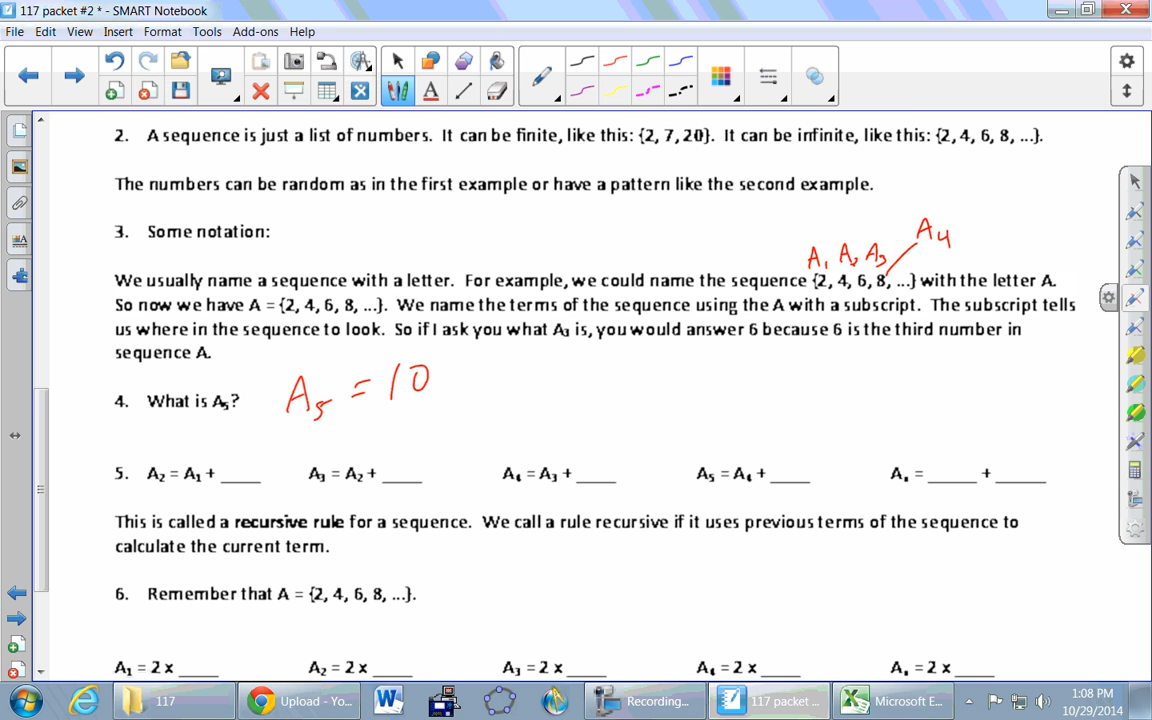 117 packet #2 * - SMART Notebook
File Edit View Insert Format Tools Add-ons Help
2. A sequence is just a list of numbers. It can be finite, like this: {2, 7, 20}. It can be infinite, like this: {2, 4, 6, 8, ...}.
The numbers can be random as in the first example or have a pattern like the second example.
3. Some notation:
A₁ A₂ A₃ A₄
We usually name a sequence with a letter. For example, we could name the sequence {2, 4, 6, 8, ...} with the letter A.
So now we have A = {2, 4, 6, 8, ...}. We name the terms of the sequence using the A with a subscript. The subscript tells
us where in the sequence to look. So if I ask you what A₃ is, you would answer 6 because 6 is the third number in
sequence A.
4. What is A₅? A₅ = 10
5. A₂ = A₁ + ____ A₃ = A₂ + ____ A₄ = A₃ + ____ A₅ = A₄ + ____ Aₙ = _____ + _____
This is called a recursive rule for a sequence. We call a rule recursive if it uses previous terms of the sequence to
calculate the current term.
6. Remember that A = {2, 4, 6, 8, ...}.
A₁ = 2 x ____ A₂ = 2 x ____ A₃ = 2 x ____ A₄ = 2 x ____ Aₙ = 2 x ____
117 Upload - Yo... Recording... 117 packet ... Microsoft E...
1:08 PM
10/29/2014